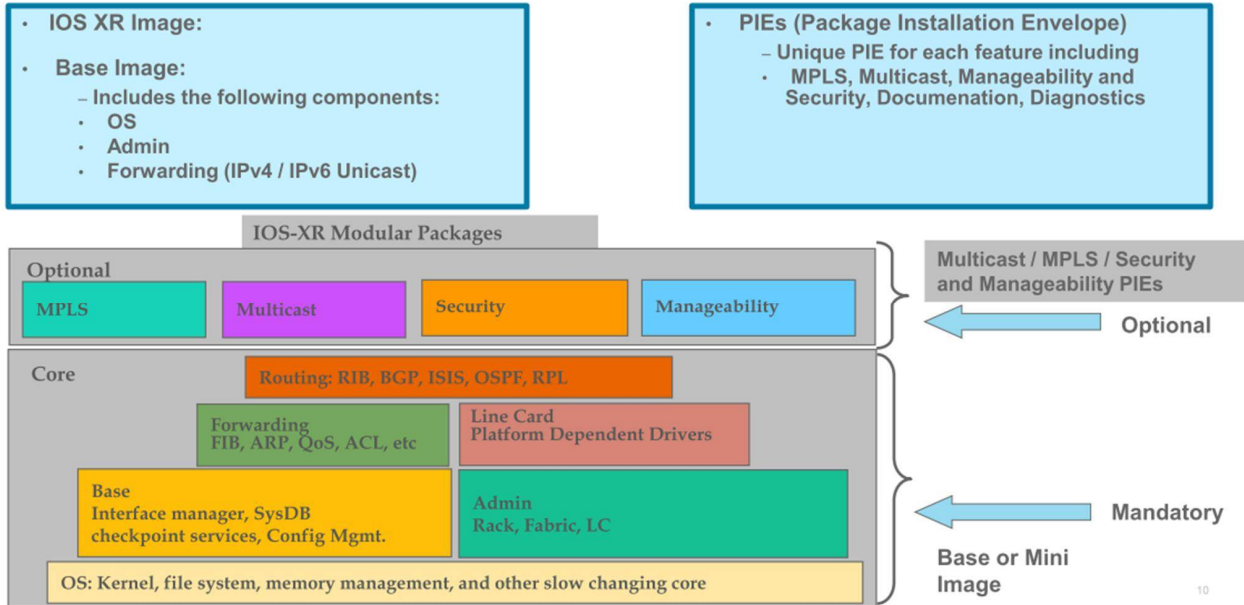 • IOS XR Image:
• Base Image:
– Includes the following components:
• OS
• Admin
• Forwarding (IPv4 / IPv6 Unicast)
• PIEs (Package Installation Envelope)
– Unique PIE for each feature including
• MPLS, Multicast, Manageability and
Security, Documenation, Diagnostics
IOS-XR Modular Packages
Optional
MPLS
Multicast
Security
Manageability
Multicast / MPLS / Security
and Manageability PIEs
Optional
Core
Routing: RIB, BGP, ISIS, OSPF, RPL
Forwarding
FIB, ARP, QoS, ACL, etc
Line Card
Platform Dependent Drivers
Base
Interface manager, SysDB
checkpoint services, Config Mgmt.
Admin
Rack, Fabric, LC
OS: Kernel, file system, memory management, and other slow changing core
Mandatory
Base or Mini
Image
10